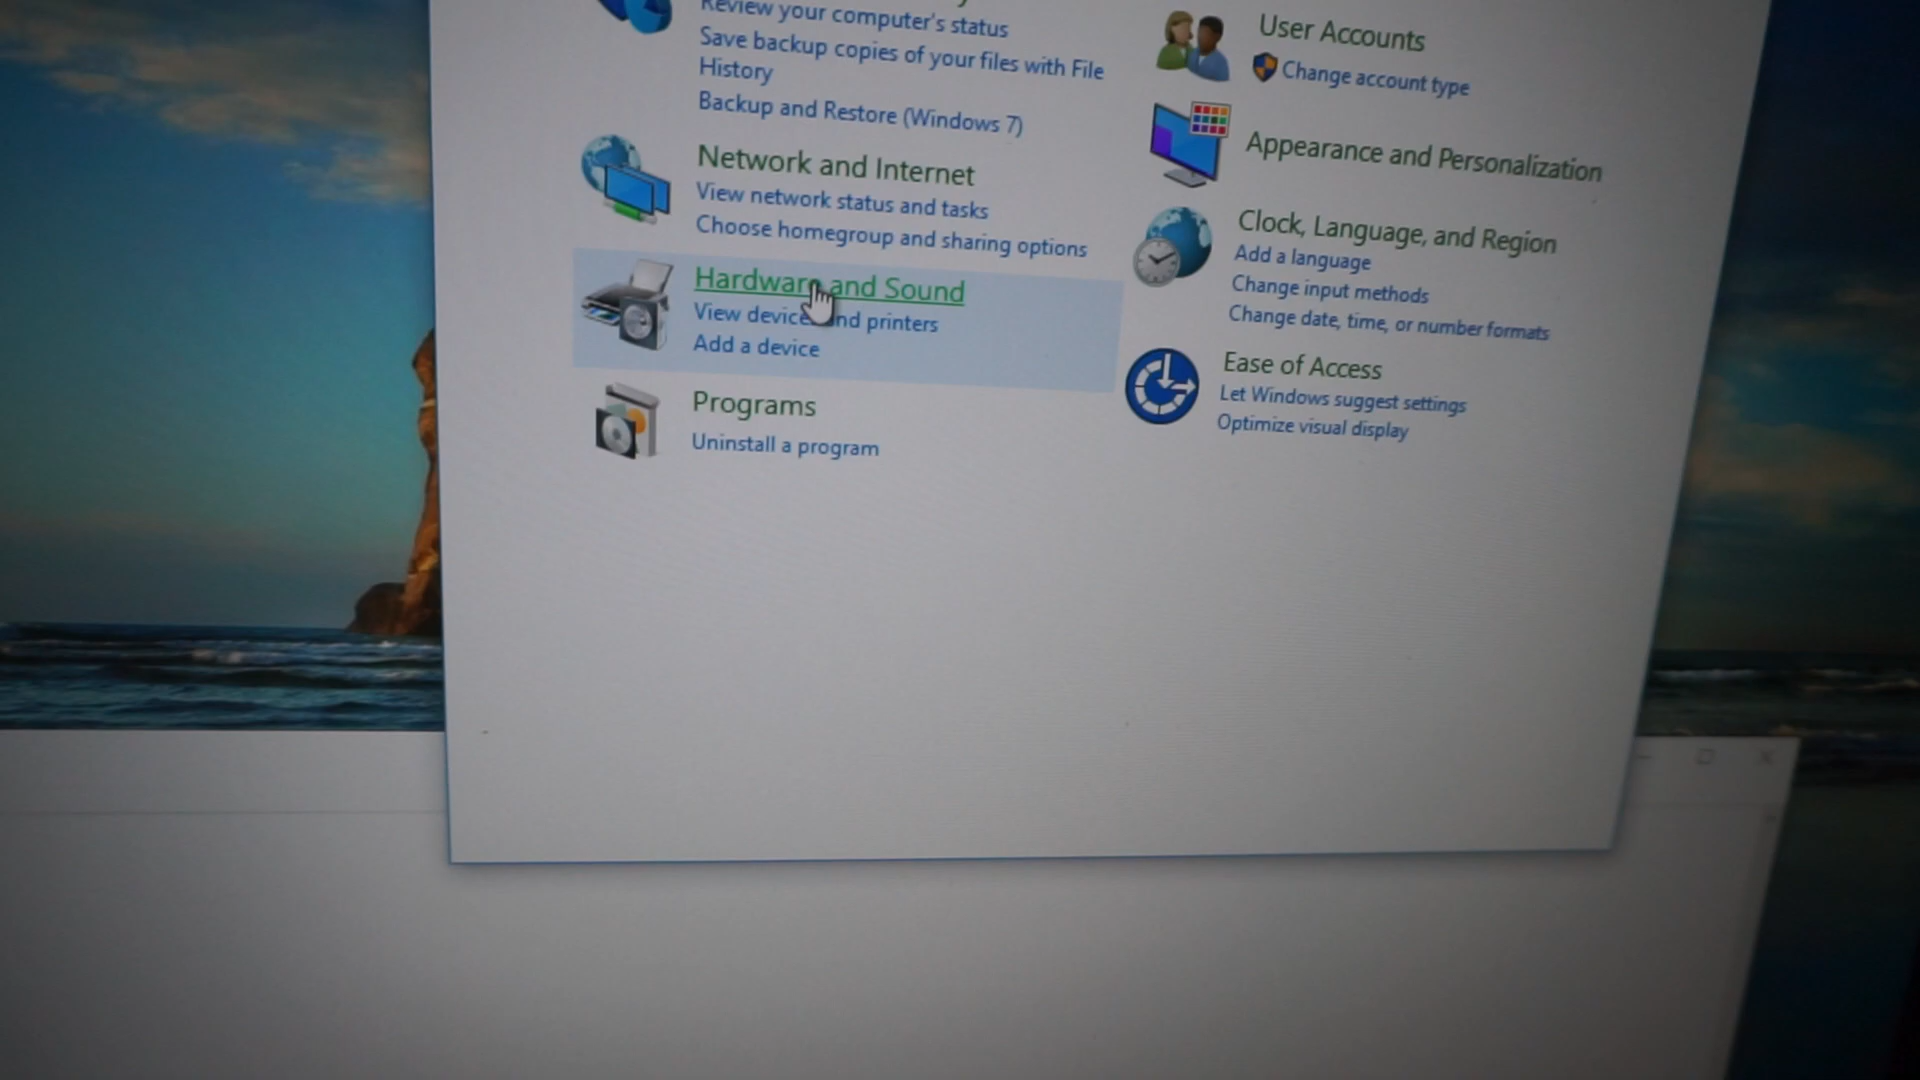 Review your computer's status
Save backup copies of your files with File
History
Backup and Restore (Windows 7)
Network and Internet
View network status and tasks
Choose homegroup and sharing options
Hardware and Sound
View devices and printers
Add a device
Programs
Uninstall a program
User Accounts
Change account type
Appearance and Personalization
Clock, Language, and Region
Add a language
Change input methods
Change date, time, or number formats
Ease of Access
Let Windows suggest settings
Optimize visual display